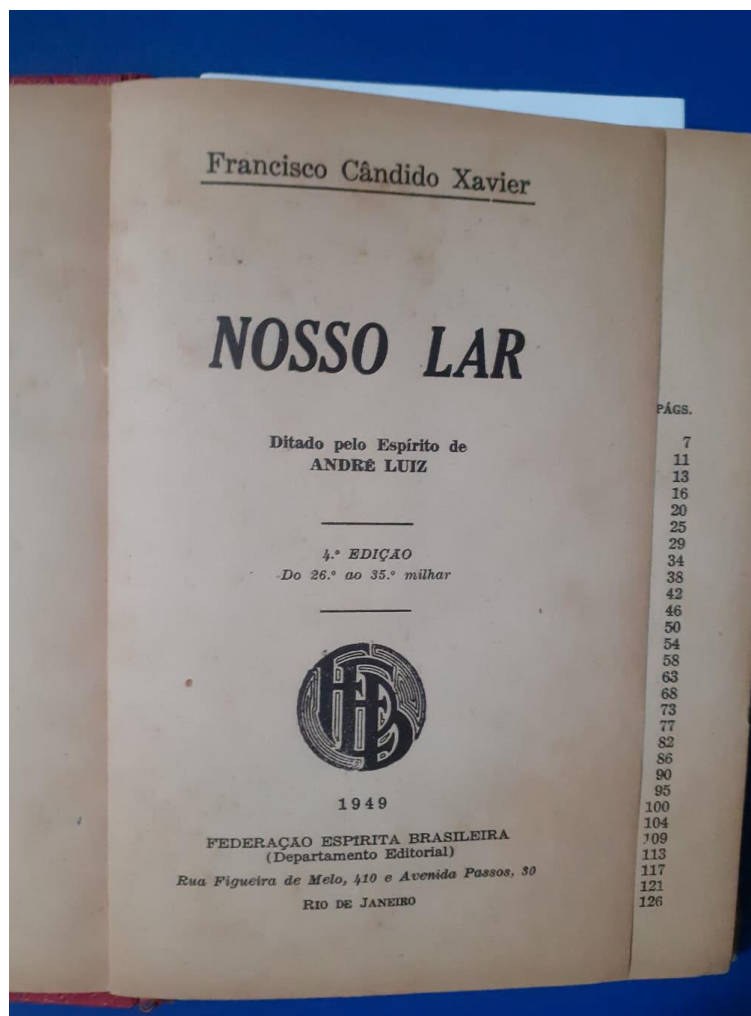 Francisco Cândido Xavier
NOSSO LAR
Ditado pelo Espírito de
ANDRÉ LUIZ
4.º EDIÇÃO
Do 26.º ao 35.º milhar
FEB
1949
FEDERAÇÃO ESPÍRITA BRASILEIRA
(Departamento Editorial)
Rua Figueira de Melo, 410 e Avenida Passos, 30
RIO DE JANEIRO
PÁGS.
7
11
13
16
20
25
29
34
38
42
46
50
54
58
63
68
73
77
82
86
90
95
100
104
109
113
117
121
126